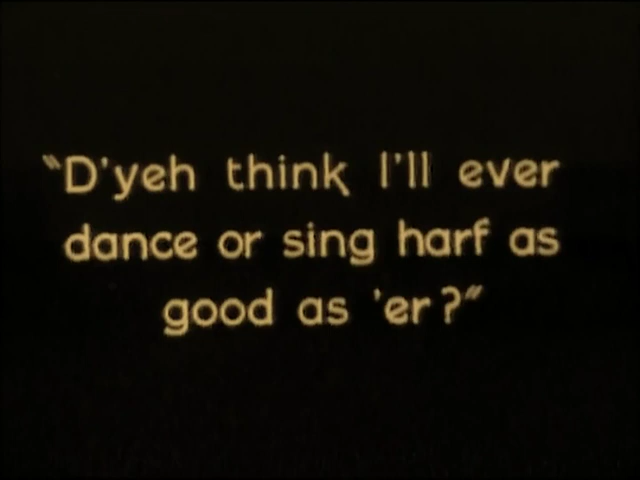 "D'yeh think I'll ever
dance or sing harf as
good as 'er?"